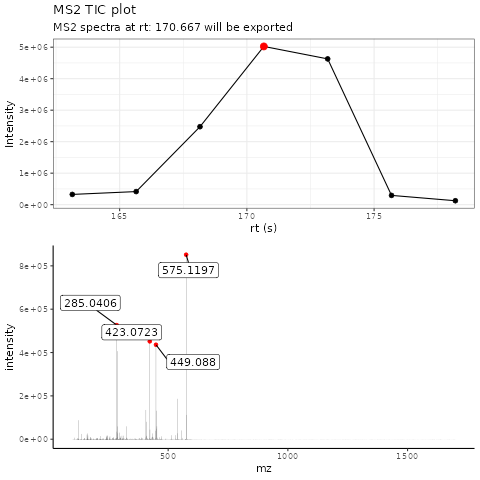 MS2 TIC plot
MS2 spectra at rt: 170.667 will be exported
5e+06
4e+06
3e+06
2e+06
1e+06
0e+00
Intensity
165
170
175
rt (s)
8e+05
6e+05
4e+05
2e+05
0e+00
intensity
575.1197
285.0406
423.0723
449.088
500
1000
1500
mz